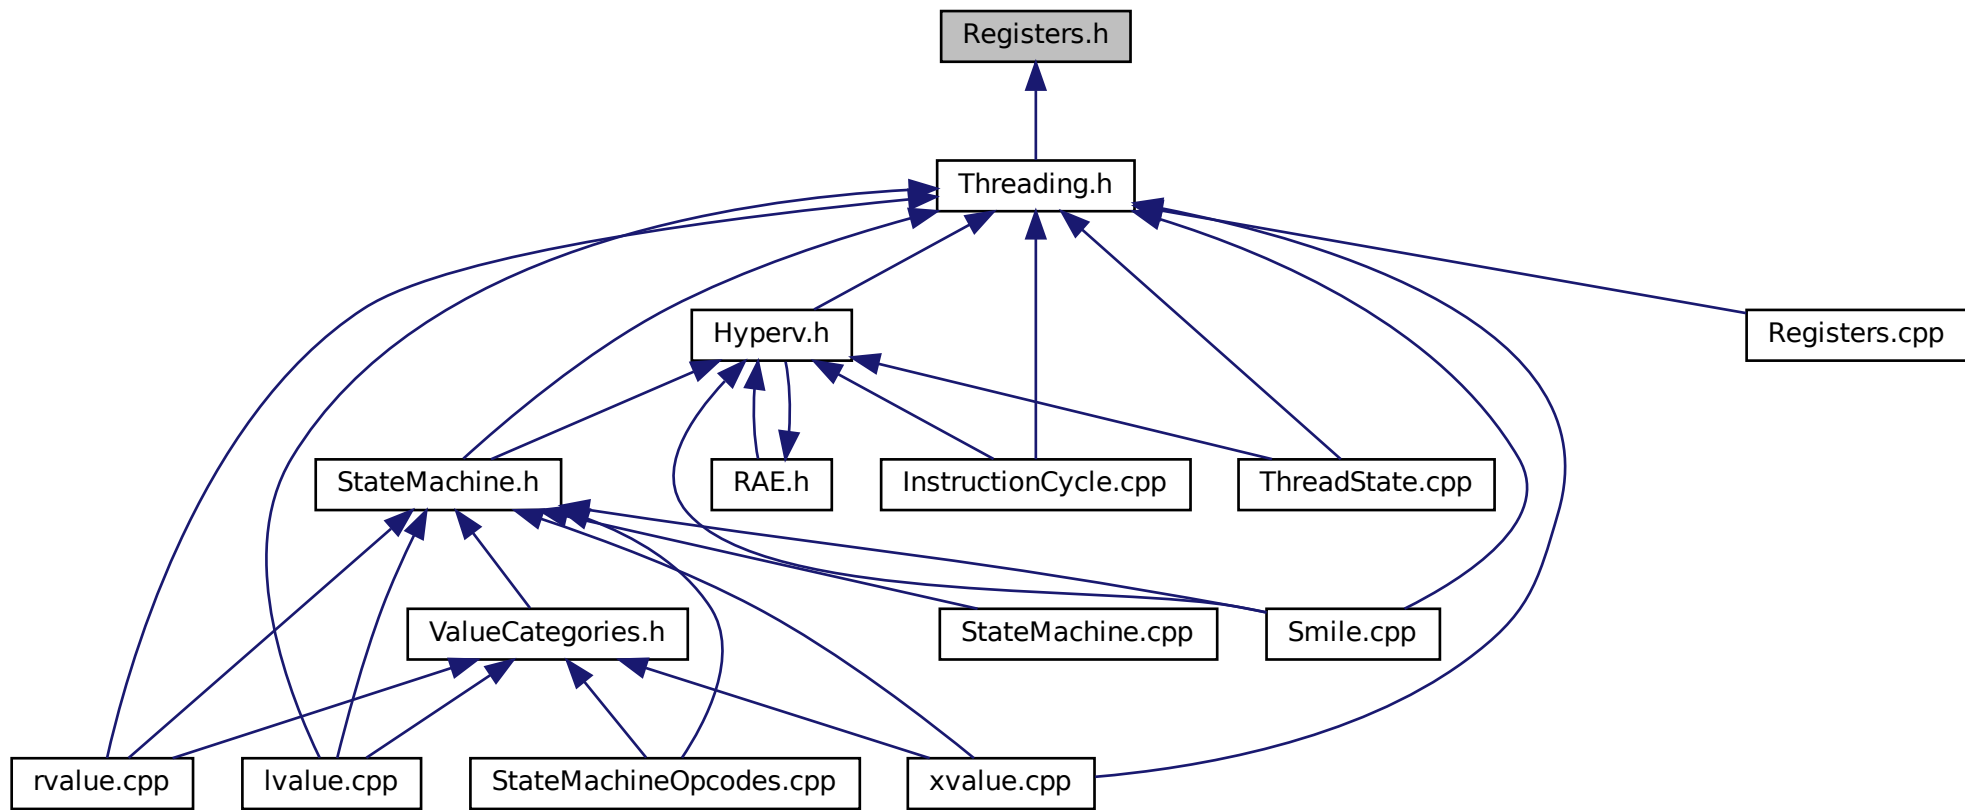 Registers.h
Threading.h
Hyperv.h
Registers.cpp
StateMachine.h
RAE.h
InstructionCycle.cpp
ThreadState.cpp
ValueCategories.h
StateMachine.cpp
Smile.cpp
rvalue.cpp
lvalue.cpp
StateMachineOpcodes.cpp
xvalue.cpp